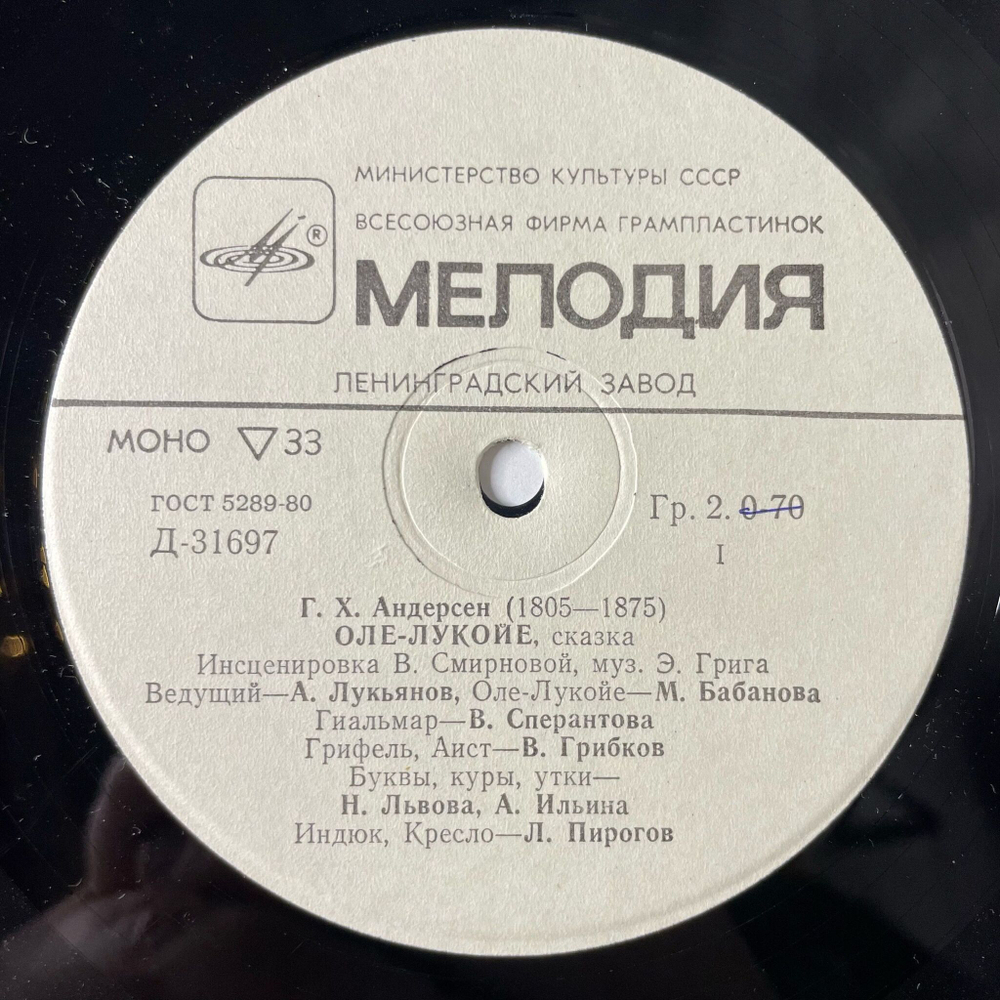 МИНИСТЕРСТВО КУЛЬТУРЫ СССР
ВСЕСОЮЗНАЯ ФИРМА ГРАМПЛАСТИНОК
®
МЕЛОДИЯ
ЛЕНИНГРАДСКИЙ ЗАВОД
МОНО ▽ 33
ГОСТ 5289-80
Д-31697
Гр. 2. 0-70
I
Г. Х. Андерсен (1805—1875)
ОЛЕ-ЛУКОЙЕ, сказка
Инсценировка В. Смирновой, муз. Э. Грига
Ведущий—А. Лукьянов, Оле-Лукойе—М. Бабанова
Гиальмар—В. Сперантова
Грифель, Аист—В. Грибков
Буквы, куры, утки—
Н. Львова, А. Ильина
Индюк, Кресло—Л. Пирогов